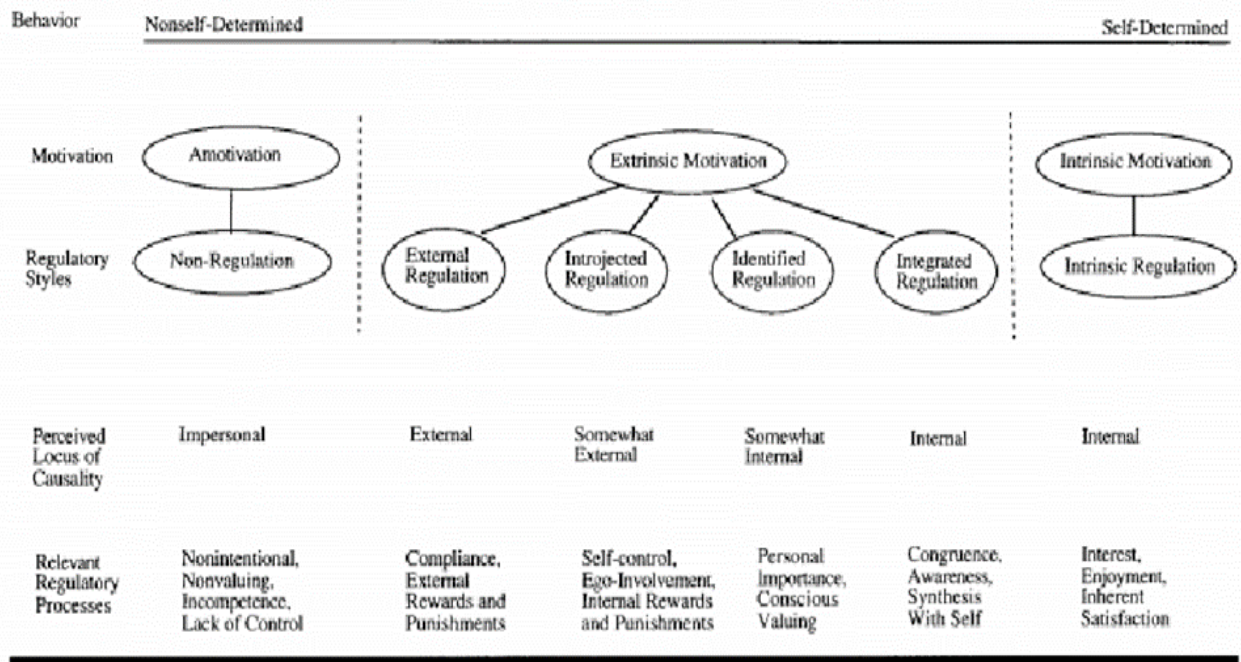 Behavior
Nonself-Determined
Self-Determined
Motivation
Amotivation
Extrinsic Motivation
Intrinsic Motivation
Regulatory
Styles
Non-Regulation
External
Regulation
Introjected
Regulation
Identified
Regulation
Integrated
Regulation
Intrinsic Regulation
Perceived
Locus of
Causality
Impersonal
External
Somewhat
External
Somewhat
Internal
Internal
Internal
Relevant
Regulatory
Processes
Nonintentional,
Nonvaluing,
Incompetence,
Lack of Control
Compliance,
External
Rewards and
Punishments
Self-control,
Ego-Involvement,
Internal Rewards
and Punishments
Personal
Importance,
Conscious
Valuing
Congruence,
Awareness,
Synthesis
With Self
Interest,
Enjoyment,
Inherent
Satisfaction